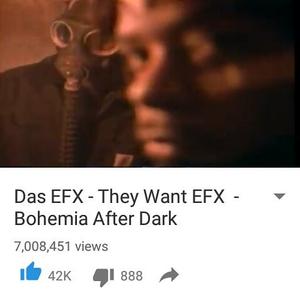 Das EFX - They Want EFX -
Bohemia After Dark
7,008,451 views
42K 888